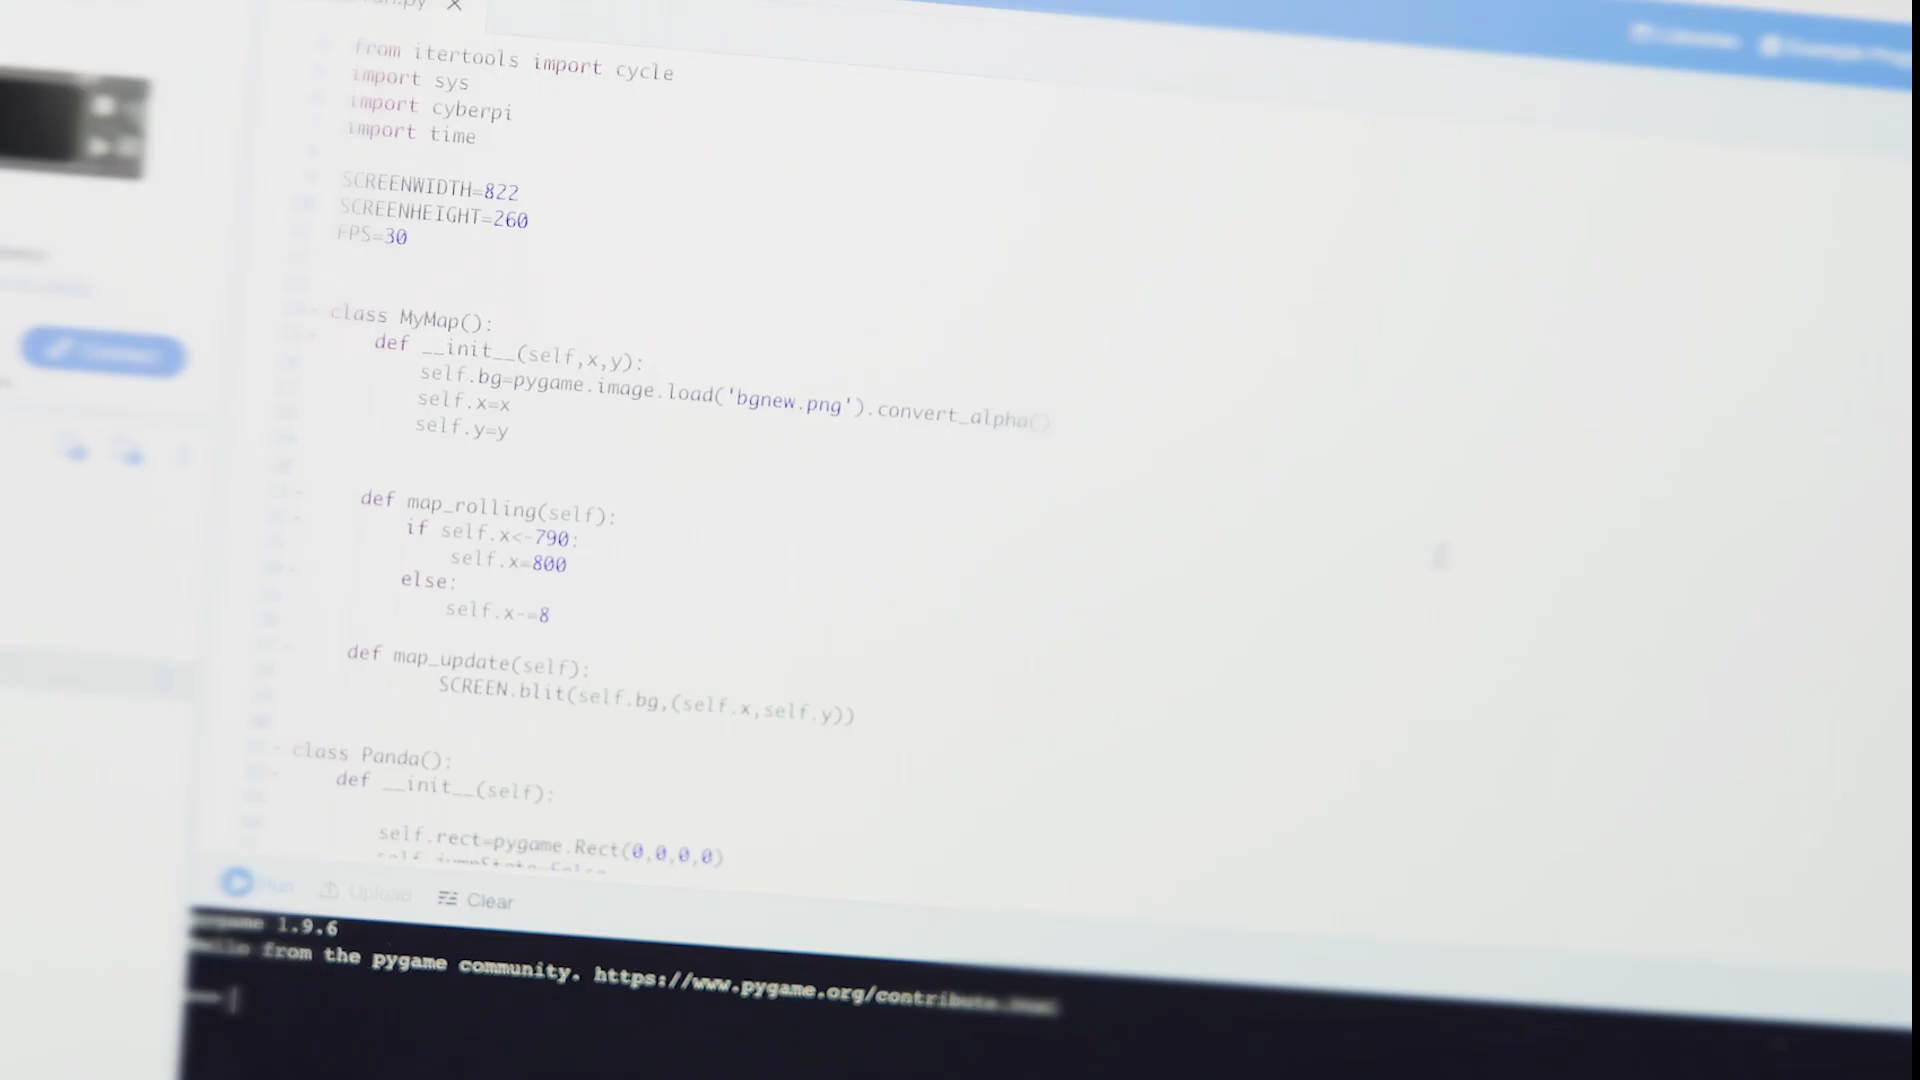 from itertools import cycle
import sys
import cyberpi
import time
SCREENWIDTH=822
SCREENHEIGHT=260
FPS=30
class MyMap():
def __init__(self,x,y):
self.bg=pygame.image.load('bgnew.png').convert_alpha()
self.x=x
self.y=y
def map_rolling(self):
if self.x<-790:
self.x=800
else:
self.x-=8
def map_update(self):
SCREEN.blit(self.bg,(self.x,self.y))
class Panda():
def __init__(self):
self.rect=pygame.Rect(0,0,0,0)
Run Upload Clear
pygame 1.9.6
Hello from the pygame community. https://www.pygame.org/contribute.html